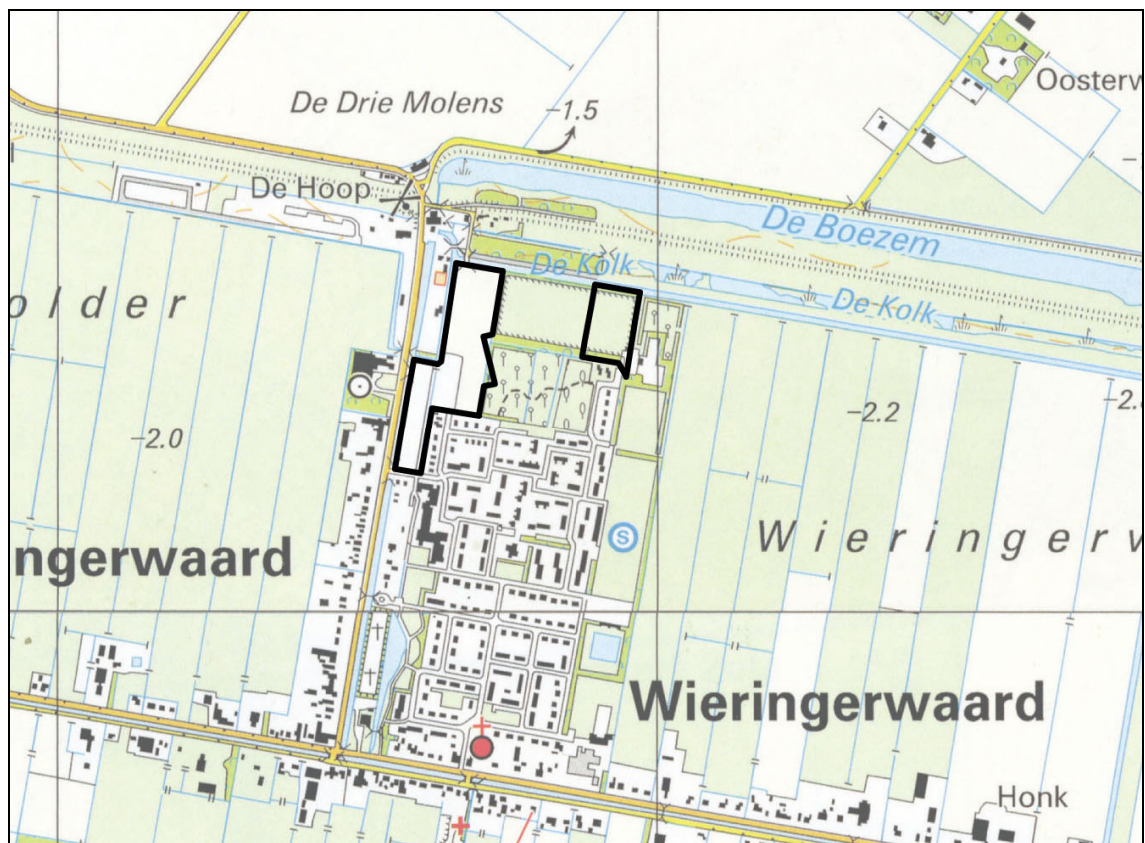 De Drie Molens
-1.5
Oosterw
De Hoop
De Boezem
De Kolk
De Kolk
older
-2.0
-2.2
-2.
S
Wieringerw
ngerwaard
Wieringerwaard
Honk